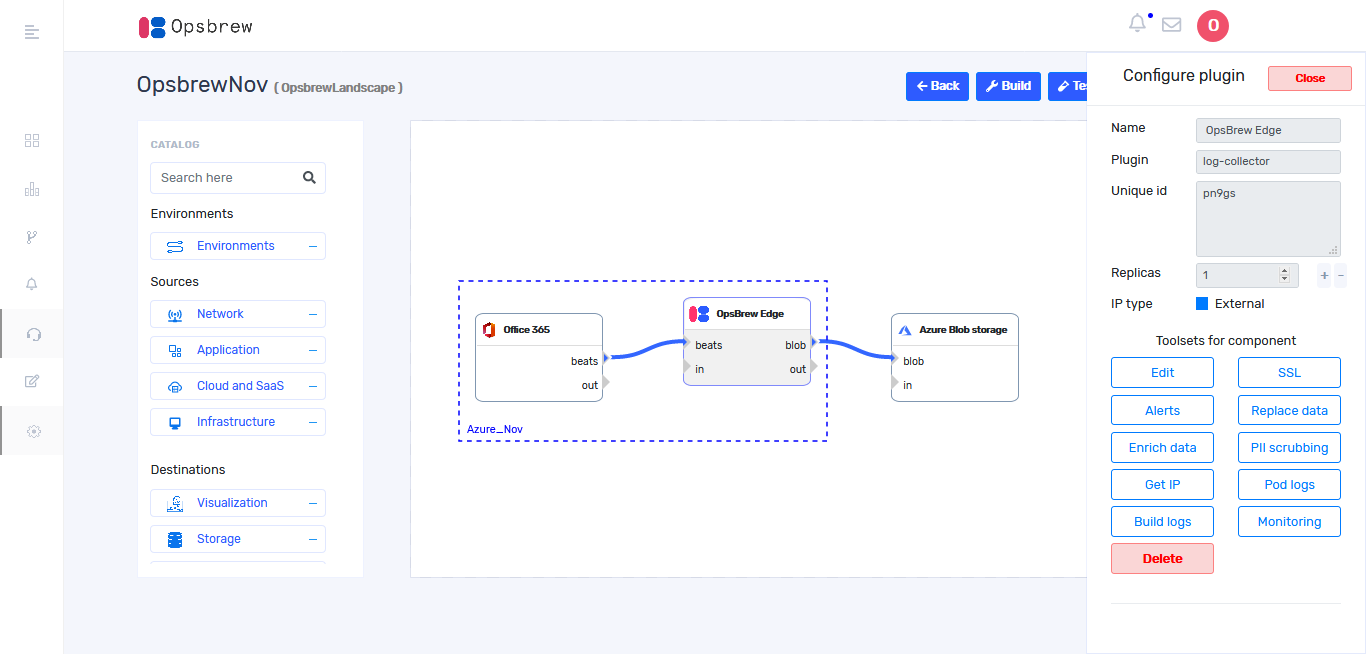 Opsbrew
O
OpsbrewNov ( OpsbrewLandscape )
Back
Build
CATALOG
Search here
Environments
Environments
Sources
Network
Application
Cloud and SaaS
Infrastructure
Destinations
Visualization
Storage
Office 365
beats
out
OpsBrew Edge
beats blob
in out
Azure Blob storage
blob
in
Azure_Nov
Configure plugin
Close
Name OpsBrew Edge
Plugin log-collector
Unique id pn9gs
Replicas 1 + −
IP type External
Toolsets for component
Edit SSL
Alerts Replace data
Enrich data PII scrubbing
Get IP Pod logs
Build logs Monitoring
Delete